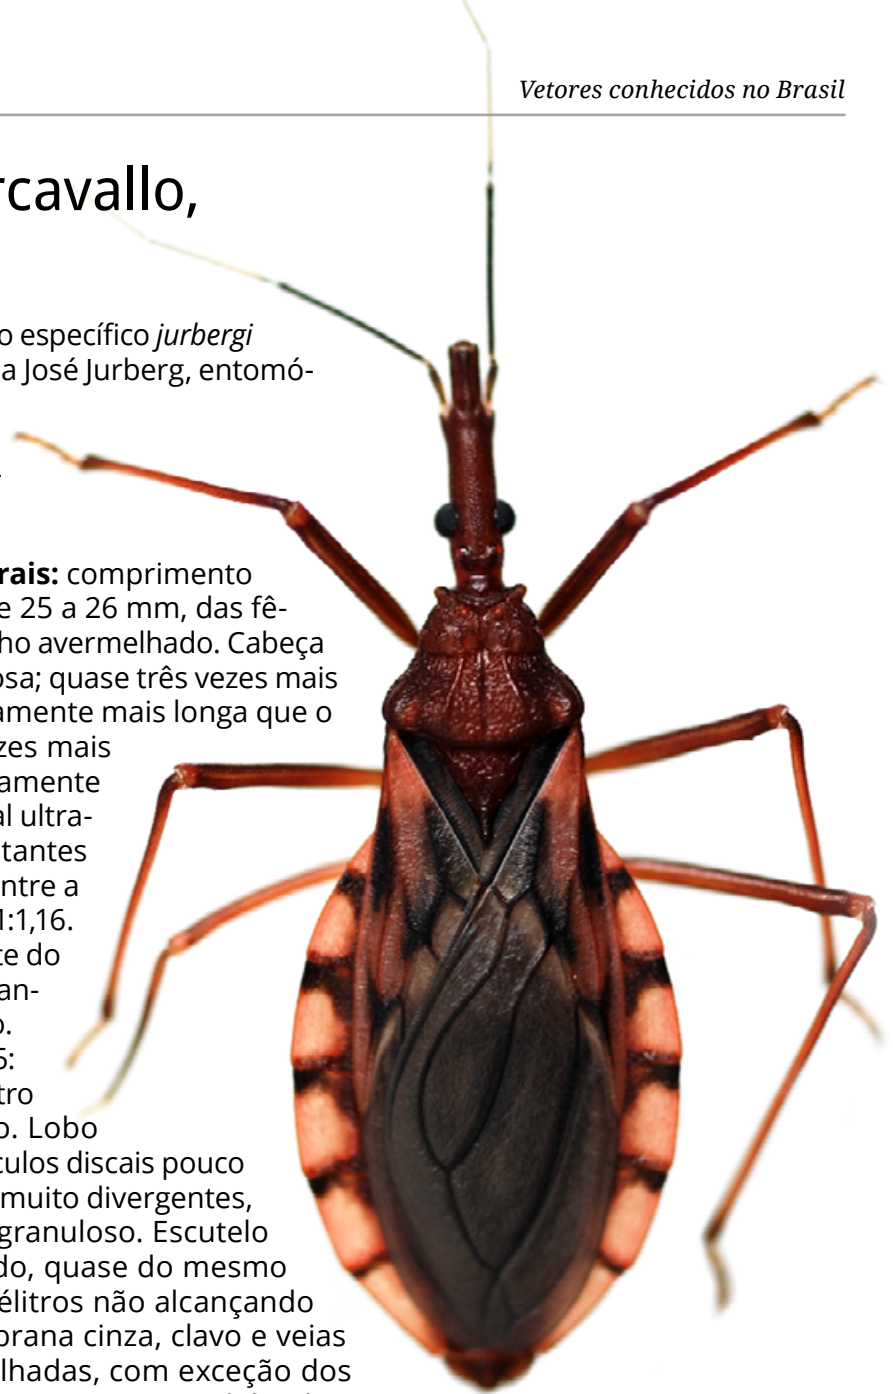 Vetores conhecidos no Brasil
rcavallo,
o específico jurbergi
a José Jurberg, entomó-
.
rais: comprimento
e 25 a 26 mm, das fê-
ho avermelhado. Cabeça
osa; quase três vezes mais
amente mais longa que o
zes mais
amente
al ultra-
tantes
ntre a
1:1,16.
te do
an-
o.
5:
tro
o. Lobo
culos discais pouco
muito divergentes,
granuloso. Escutelo
do, quase do mesmo
élitros não alcançando
brana cinza, clavo e veias
lhadas, com exceção dos